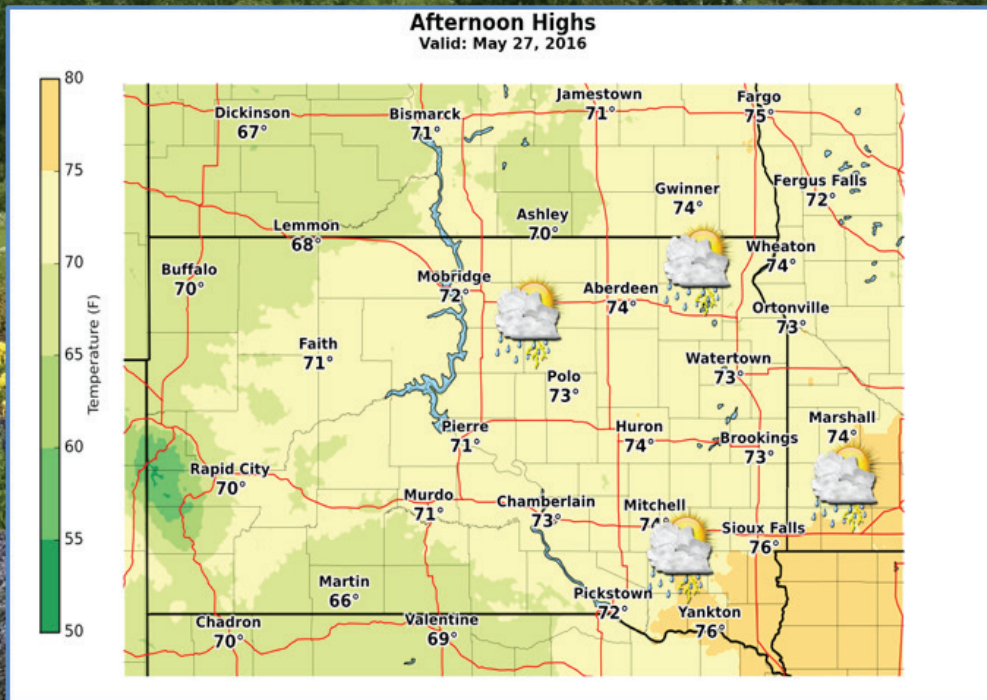 Afternoon Highs
Valid: May 27, 2016
80
75
70
65
60
55
50
Temperature (F)
Dickinson
67°
Bismarck
71°
Jamestown
71°
Fargo
75°
Fergus Falls
72°
Gwinner
74°
Ashley
70°
Lemmon
68°
Wheaton
74°
Buffalo
70°
Mobridge
72°
Aberdeen
74°
Ortonville
73°
Faith
71°
Watertown
73°
Polo
73°
Marshall
74°
Pierre
71°
Huron
74°
Brookings
73°
Rapid City
70°
Murdo
71°
Chamberlain
73°
Mitchell
74°
Sioux Falls
76°
Martin
66°
Pickstown
72°
Yankton
76°
Chadron
70°
Valentine
69°